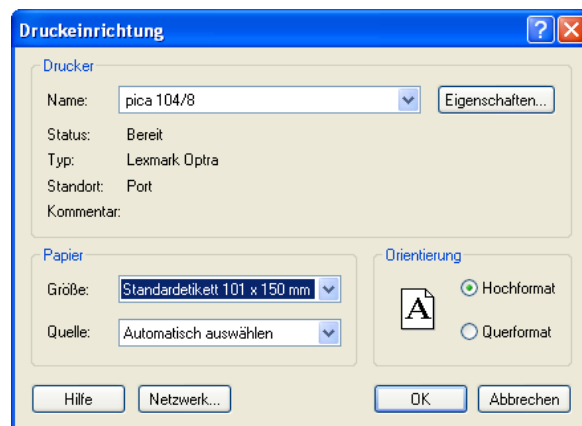 Druckeinrichtung
Drucker
Name: pica 104/8 Eigenschaften...
Status: Bereit
Typ: Lexmark Optra
Standort: Port
Kommentar:
Papier
Größe: Standardetikett 101 x 150 mm
Quelle: Automatisch auswählen
Orientierung
A
Hochformat
Querformat
Hilfe Netzwerk... OK Abbrechen